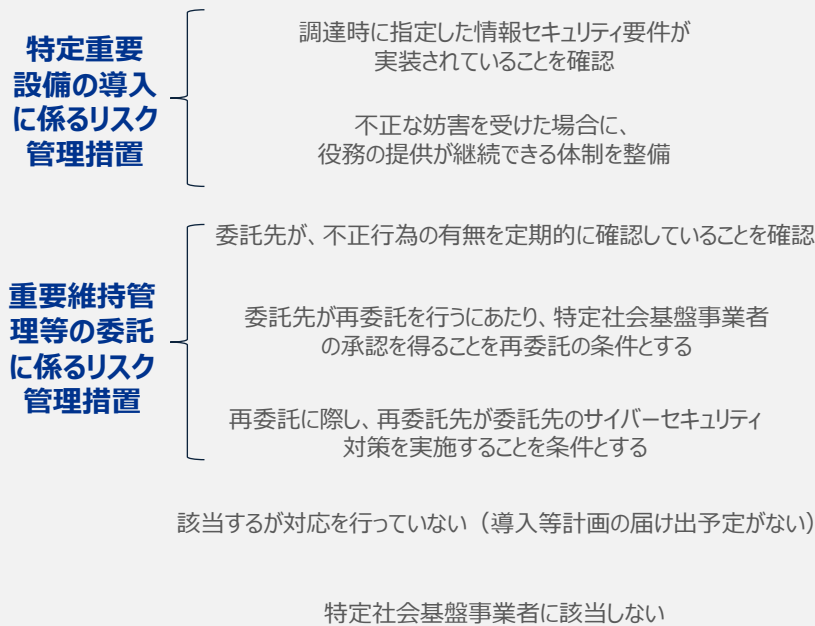 特定重要
設備の導入
に係るリスク
管理措置
調達時に指定した情報セキュリティ要件が
実装されていることを確認
不正な妨害を受けた場合に、
役務の提供が継続できる体制を整備
重要維持管
理等の委託
に係るリスク
管理措置
委託先が、不正行為の有無を定期的に確認していることを確認
委託先が再委託を行うにあたり、特定社会基盤事業者
の承認を得ることを再委託の条件とする
再委託に際し、再委託先が委託先のサイバーセキュリティ
対策を実施することを条件とする
該当するが対応を行っていない（導入等計画の届け出予定がない）
特定社会基盤事業者に該当しない